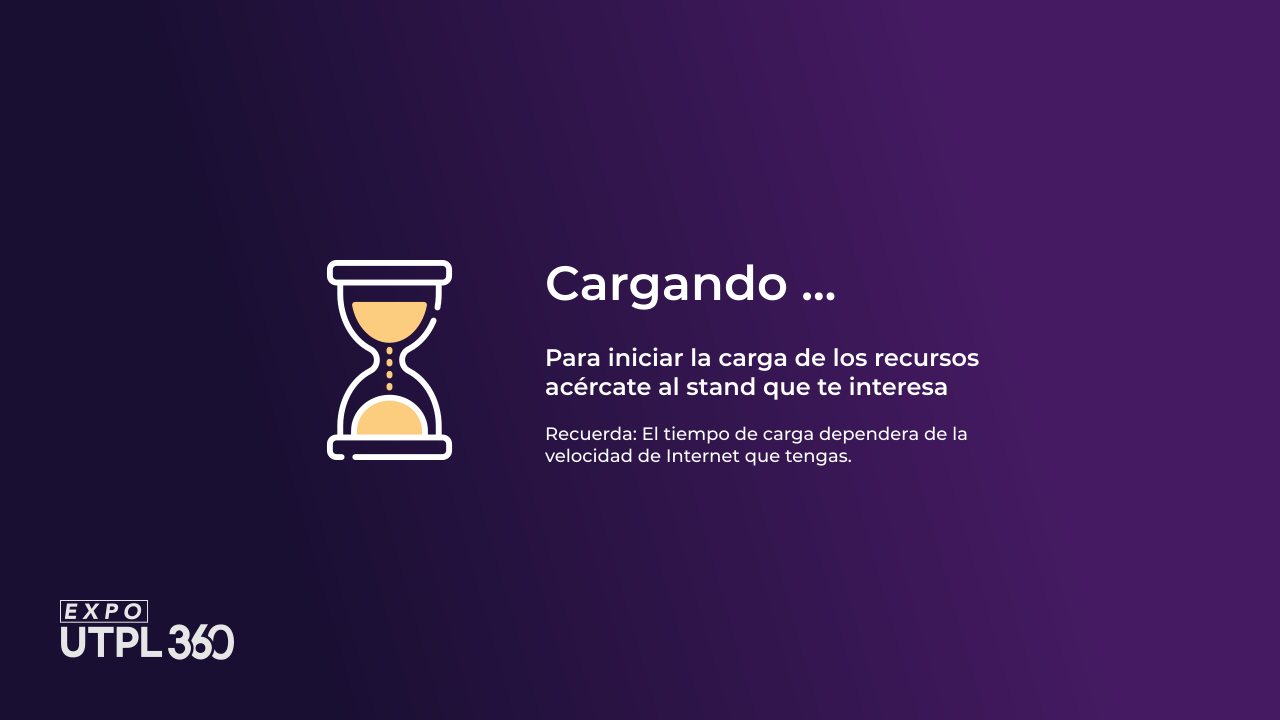 Cargando ...
Para iniciar la carga de los recursos
acércate al stand que te interesa
Recuerda: El tiempo de carga dependera de la
velocidad de Internet que tengas.
EXPO
UTPL 360